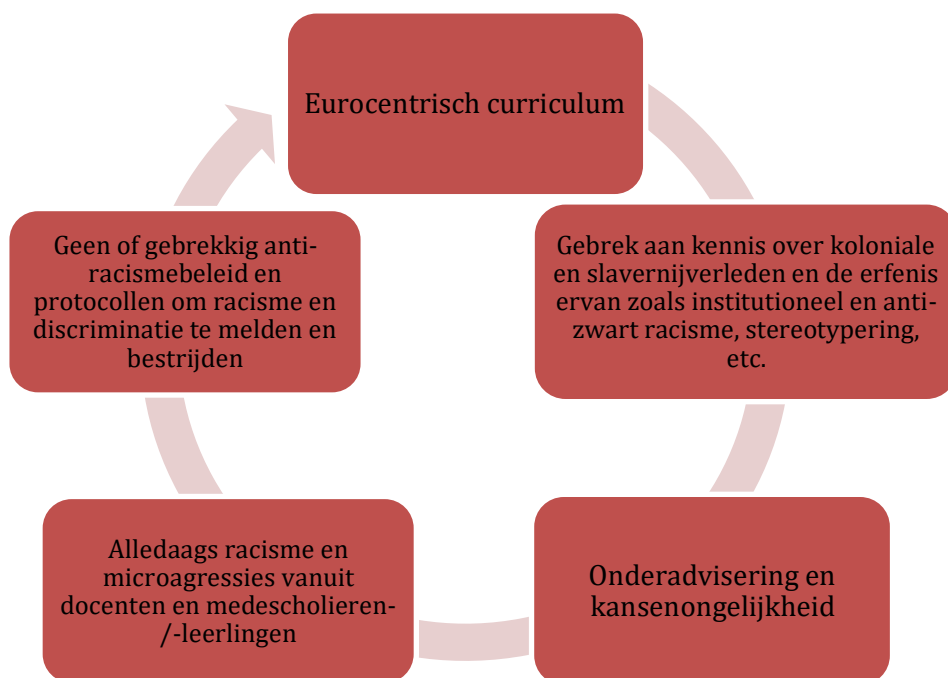 Eurocentrisch curriculum
Gebrek aan kennis over koloniale
en slavernijverleden en de erfenis
ervan zoals institutioneel en anti-
zwart racisme, stereotypering,
etc.
Onderadvisering en
kansenongelijkheid
Alledaags racisme en
microagressies vanuit
docenten en medescholieren-
/-leerlingen
Geen of gebrekkig anti-
racismebeleid en
protocollen om racisme en
discriminatie te melden en
bestrijden